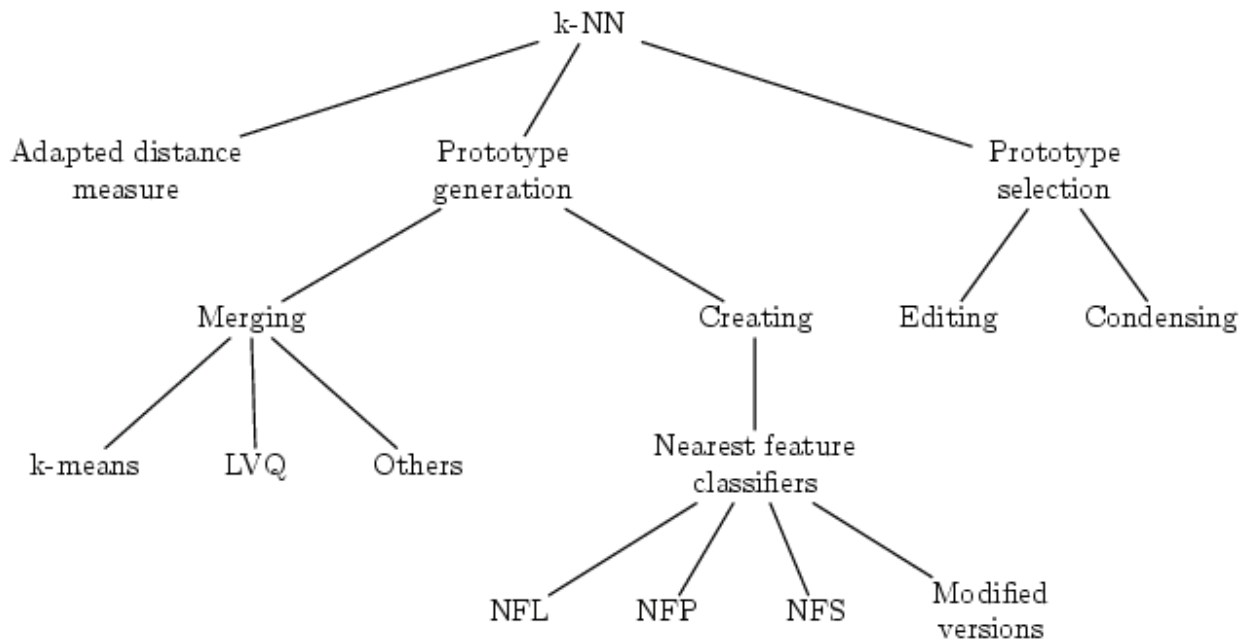 k-NN
Adapted distance
measure
Prototype
generation
Prototype
selection
Merging
Creating
Editing
Condensing
k-means
LVQ
Others
Nearest feature
classifiers
NFL
NFP
NFS
Modified
versions